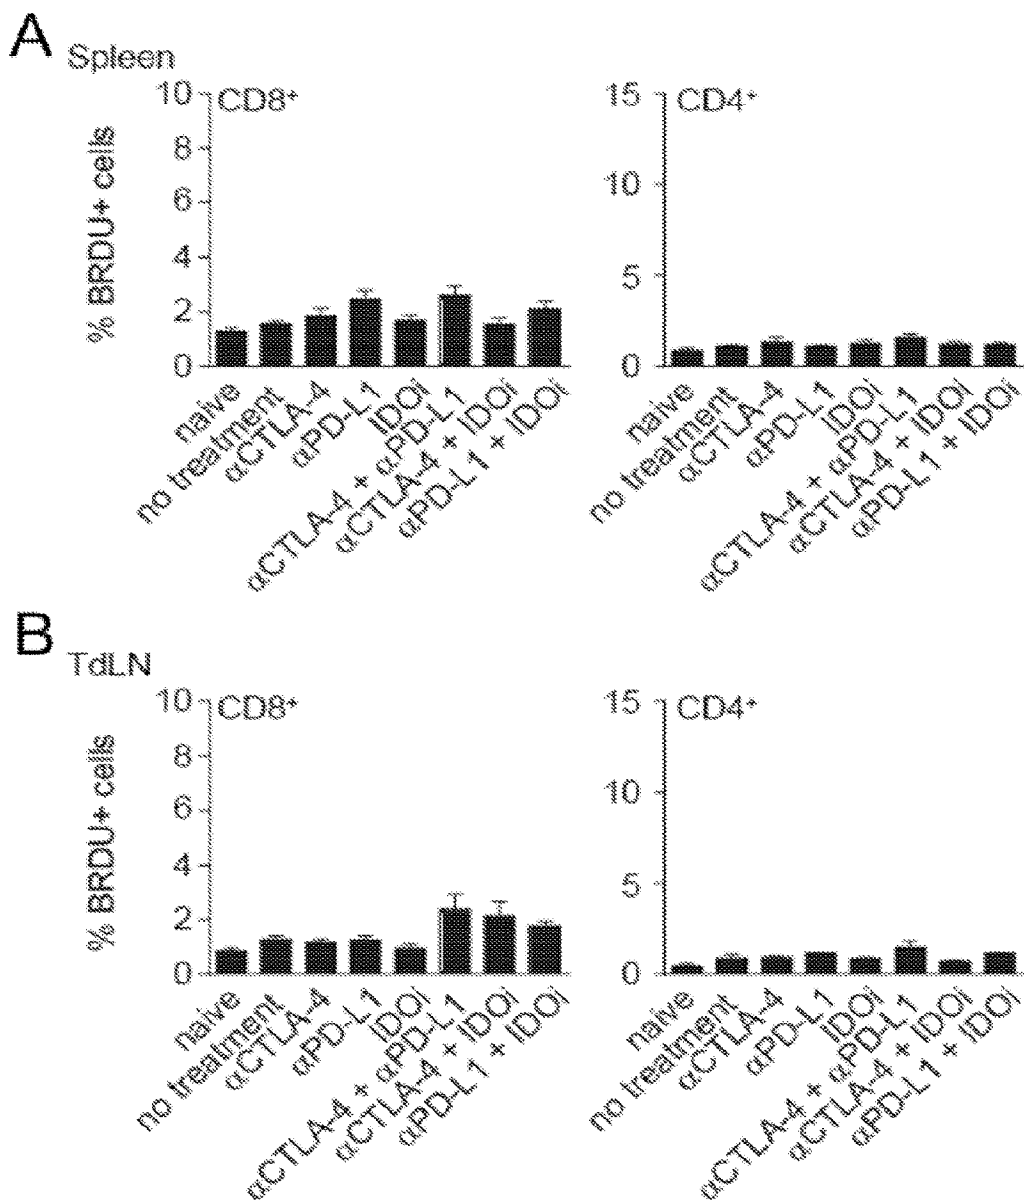 A
Spleen
% BRDU+ cells
10
8
6
4
2
0
CD8+
naive
no treatment
αCTLA-4
αPD-L1
IDOi
αCTLA-4 + αPD-L1
αCTLA-4 + IDOi
αPD-L1 + IDOi
15
10
5
0
CD4+
naive
no treatment
αCTLA-4
αPD-L1
IDOi
αCTLA-4 + αPD-L1
αCTLA-4 + IDOi
αPD-L1 + IDOi
B
TdLN
% BRDU+ cells
10
8
6
4
2
0
CD8+
naive
no treatment
αCTLA-4
αPD-L1
IDOi
αCTLA-4 + αPD-L1
αCTLA-4 + IDOi
αPD-L1 + IDOi
15
10
5
0
CD4+
naive
no treatment
αCTLA-4
αPD-L1
IDOi
αCTLA-4 + αPD-L1
αCTLA-4 + IDOi
αPD-L1 + IDOi